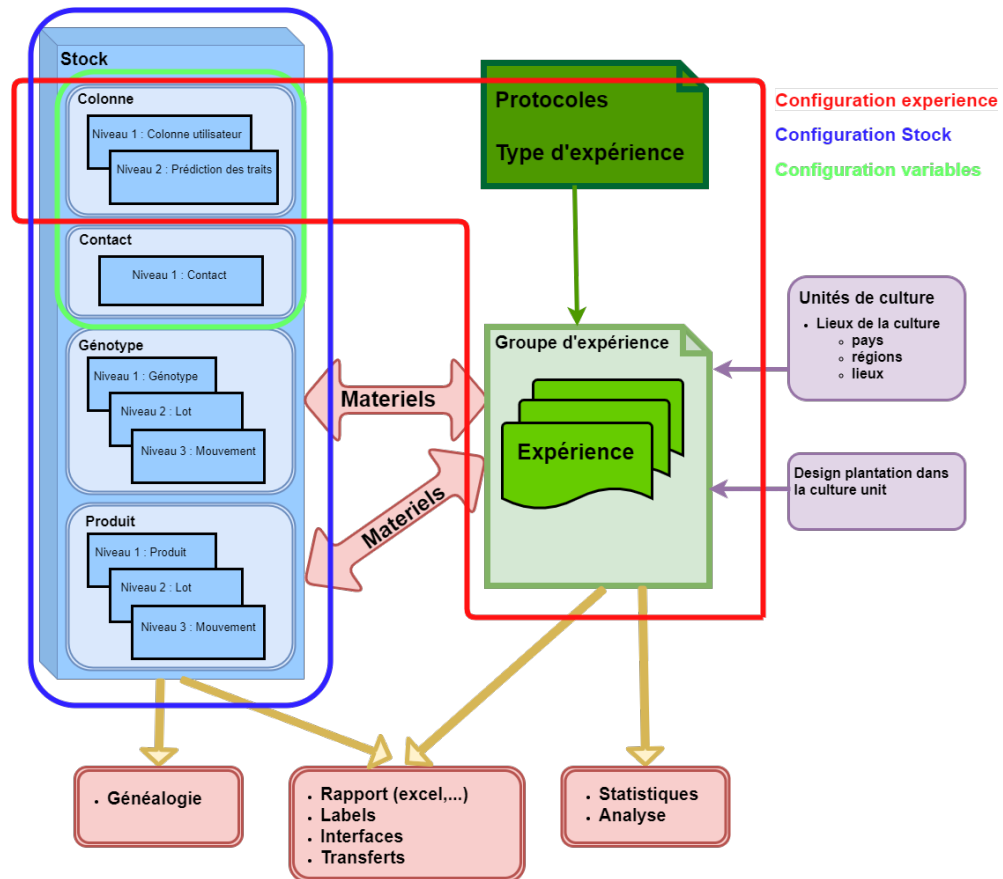 Stock
Colonne
Niveau 1 : Colonne utilisateur
Niveau 2 : Prédiction des traits
Contact
Niveau 1 : Contact
Génotype
Niveau 1 : Génotype
Niveau 2 : Lot
Niveau 3 : Mouvement
Produit
Niveau 1 : Produit
Niveau 2 : Lot
Niveau 3 : Mouvement
Materiels
Materiels
Protocoles
Type d'expérience
Groupe d'expérience
Expérience
Configuration experience
Configuration Stock
Configuration variables
Unités de culture
• Lieux de la culture
○ pays
○ régions
○ lieux
Design plantation dans
la culture unit
• Généalogie
• Rapport (excel,...)
• Labels
• Interfaces
• Transferts
• Statistiques
• Analyse